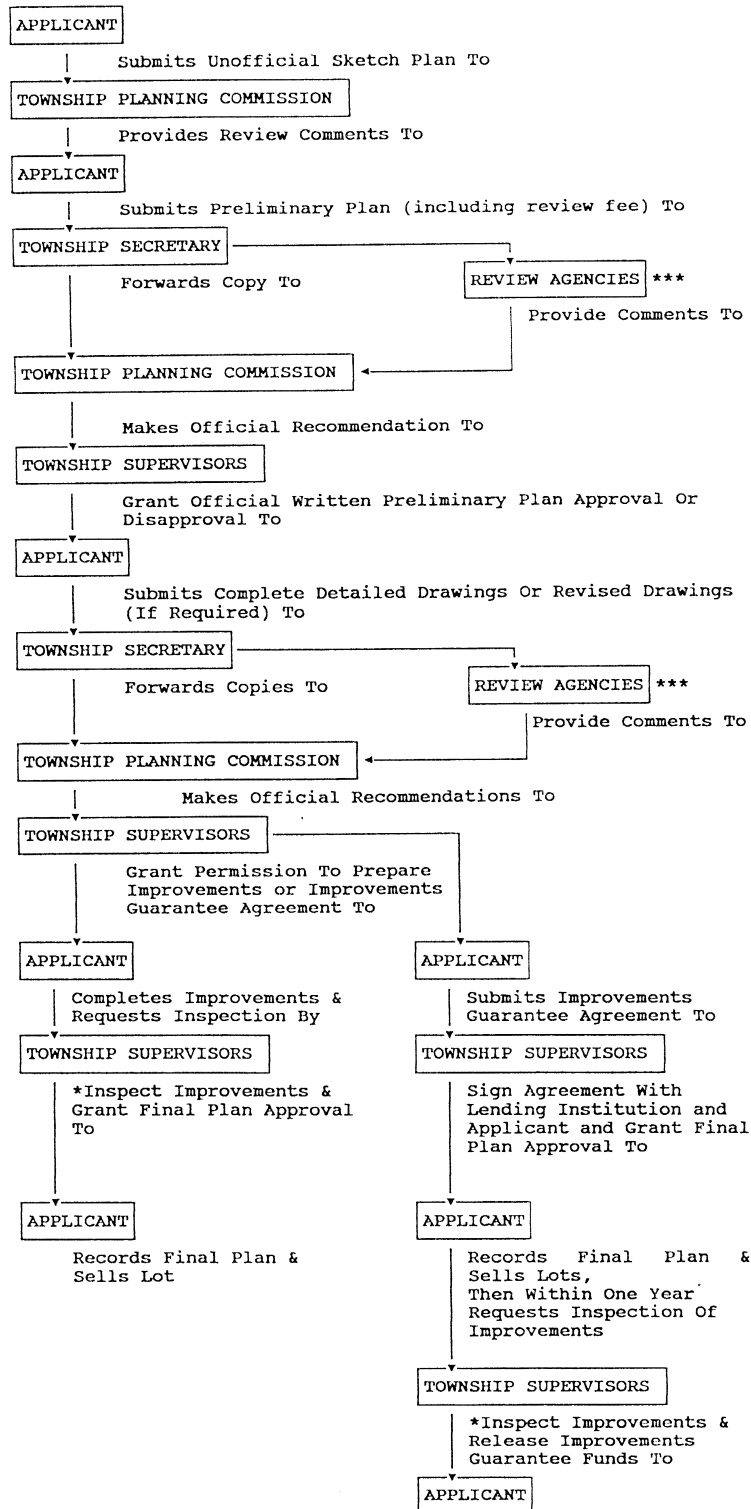 APPLICANT
Submits Unofficial Sketch Plan To
TOWNSHIP PLANNING COMMISSION
Provides Review Comments To
APPLICANT
Submits Preliminary Plan (including review fee) To
TOWNSHIP SECRETARY
Forwards Copy To
REVIEW AGENCIES ***
Provide Comments To
TOWNSHIP PLANNING COMMISSION
Makes Official Recommendation To
TOWNSHIP SUPERVISORS
Grant Official Written Preliminary Plan Approval Or
Disapproval To
APPLICANT
Submits Complete Detailed Drawings Or Revised Drawings
(If Required) To
TOWNSHIP SECRETARY
Forwards Copies To
REVIEW AGENCIES ***
Provide Comments To
TOWNSHIP PLANNING COMMISSION
Makes Official Recommendations To
TOWNSHIP SUPERVISORS
Grant Permission To Prepare
Improvements or Improvements
Guarantee Agreement To
APPLICANT
Completes Improvements &
Requests Inspection By
TOWNSHIP SUPERVISORS
*Inspect Improvements &
Grant Final Plan Approval
To
APPLICANT
Records Final Plan &
Sells Lot
APPLICANT
Submits Improvements
Guarantee Agreement To
TOWNSHIP SUPERVISORS
Sign Agreement With
Lending Institution and
Applicant and Grant Final
Plan Approval To
APPLICANT
Records Final Plan &
Sells Lots,
Then Within One Year
Requests Inspection Of
Improvements
TOWNSHIP SUPERVISORS
*Inspect Improvements &
Release Improvements
Guarantee Funds To
APPLICANT